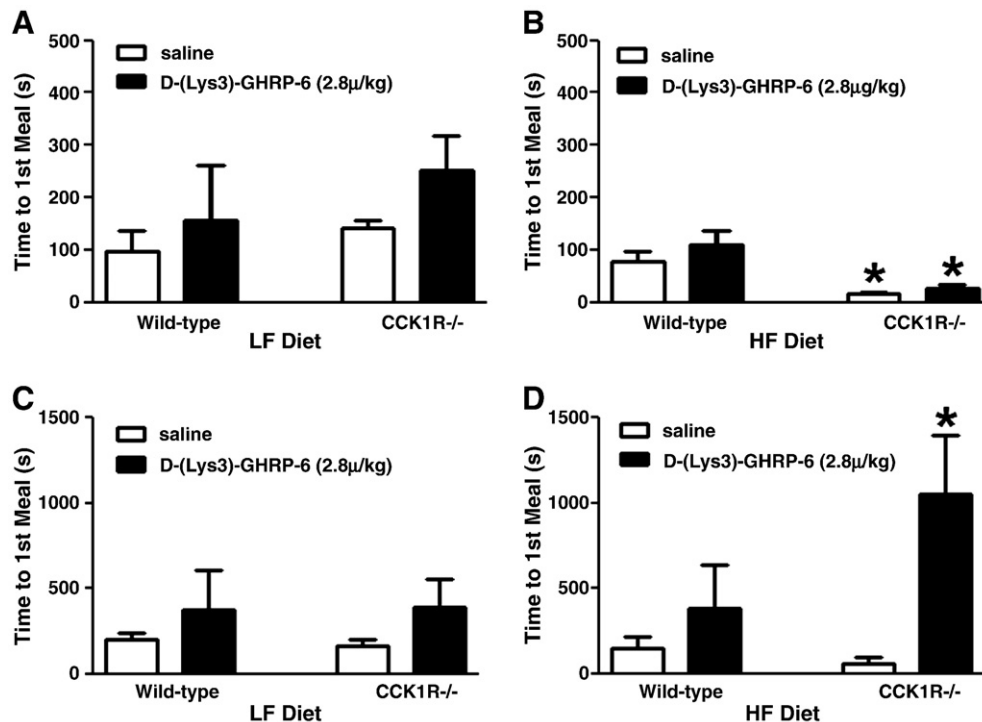 A
Time to 1st Meal (s)
500
400
300
200
100
0
saline
D-(Lys3)-GHRP-6 (2.8μ/kg)
Wild-type
CCK1R-/-
LF Diet
B
Time to 1st Meal (s)
500
400
300
200
100
0
saline
D-(Lys3)-GHRP-6 (2.8μg/kg)
*
*
Wild-type
CCK1R-/-
HF Diet
C
Time to 1st Meal (s)
1500
1000
500
0
saline
D-(Lys3)-GHRP-6 (2.8μ/kg)
Wild-type
CCK1R-/-
LF Diet
D
Time to 1st Meal (s)
1500
1000
500
0
saline
D-(Lys3)-GHRP-6 (2.8μ/kg)
*
Wild-type
CCK1R-/-
HF Diet